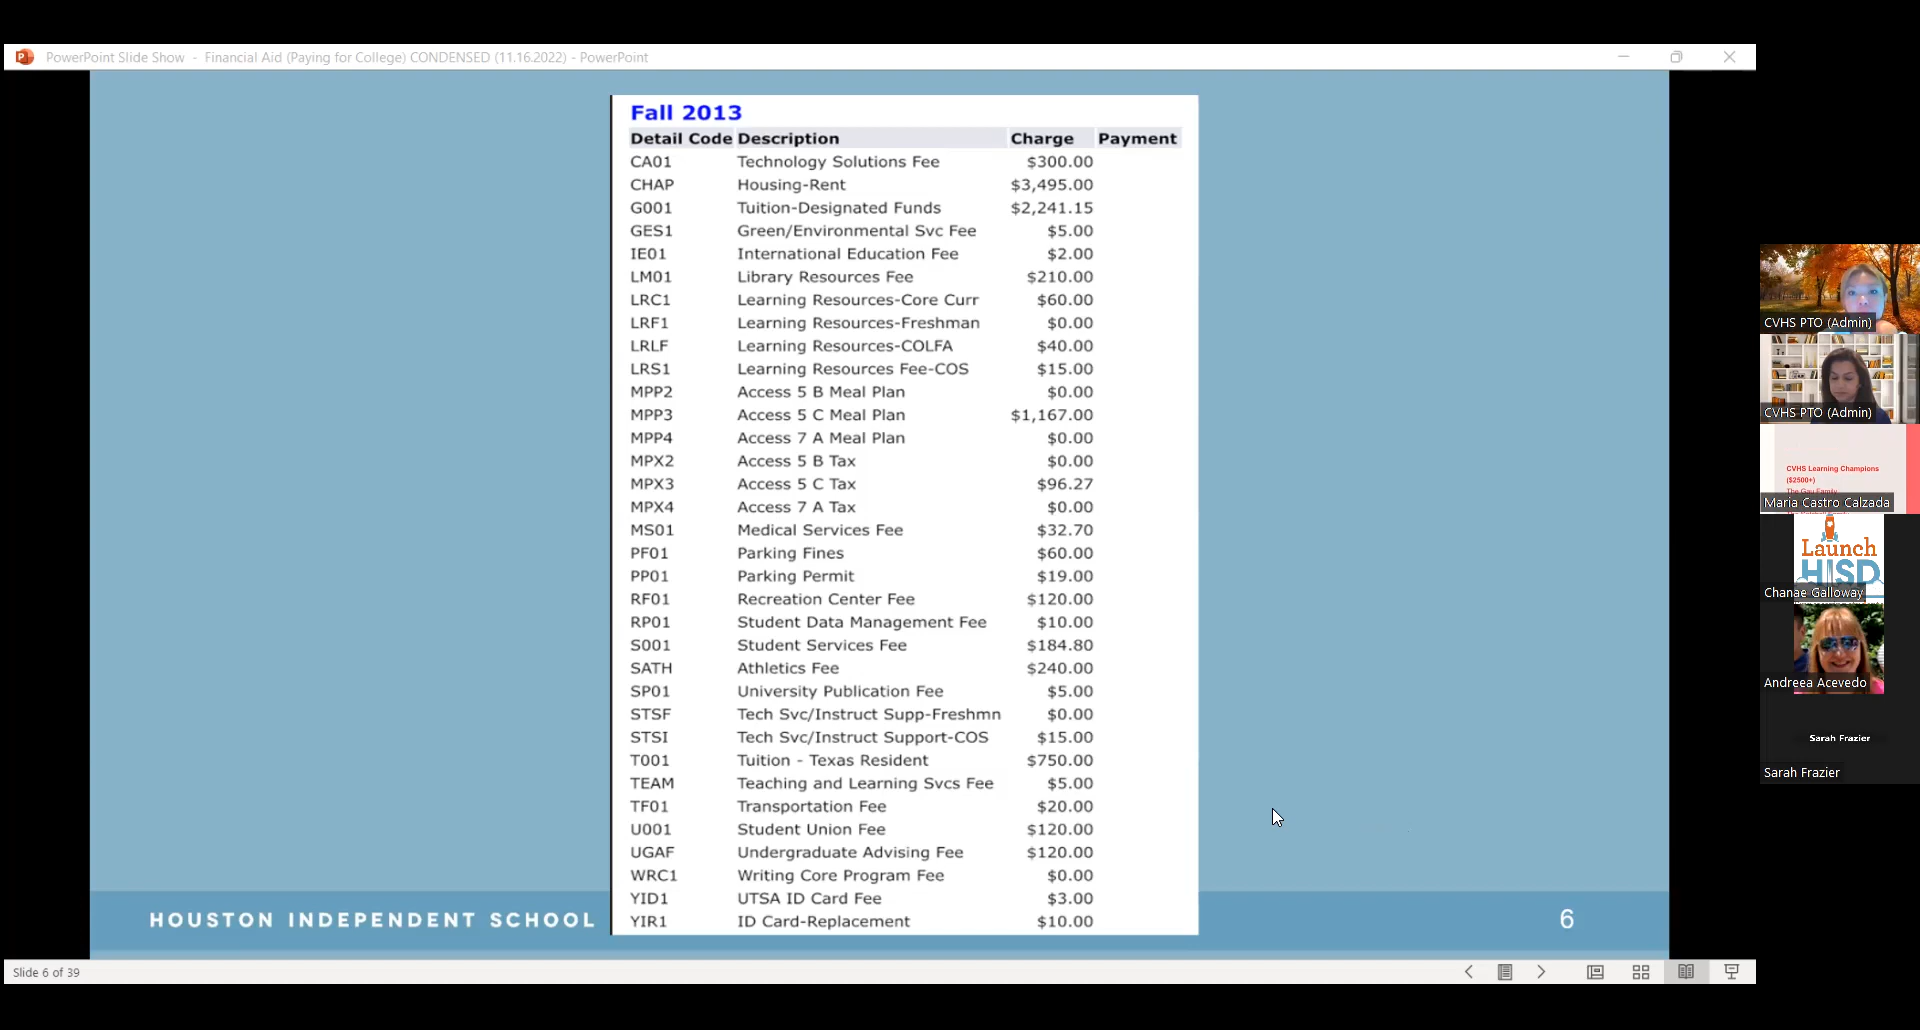 PowerPoint Slide Show - Financial Aid (Paying for College) CONDENSED (11.16.2022) - PowerPoint
Fall 2013
Detail Code Description Charge Payment
CA01 Technology Solutions Fee $300.00
CHAP Housing-Rent $3,495.00
G001 Tuition-Designated Funds $2,241.15
GES1 Green/Environmental Svc Fee $5.00
IE01 International Education Fee $2.00
LM01 Library Resources Fee $210.00
LRC1 Learning Resources-Core Curr $60.00
LRF1 Learning Resources-Freshman $0.00
LRLF Learning Resources-COLFA $40.00
LRS1 Learning Resources Fee-COS $15.00
MPP2 Access 5 B Meal Plan $0.00
MPP3 Access 5 C Meal Plan $1,167.00
MPP4 Access 7 A Meal Plan $0.00
MPX2 Access 5 B Tax $0.00
MPX3 Access 5 C Tax $96.27
MPX4 Access 7 A Tax $0.00
MS01 Medical Services Fee $32.70
PF01 Parking Fines $60.00
PP01 Parking Permit $19.00
RF01 Recreation Center Fee $120.00
RP01 Student Data Management Fee $10.00
S001 Student Services Fee $184.80
SATH Athletics Fee $240.00
SP01 University Publication Fee $5.00
STSF Tech Svc/Instruct Supp-Freshmn $0.00
STSI Tech Svc/Instruct Support-COS $15.00
T001 Tuition - Texas Resident $750.00
TEAM Teaching and Learning Svcs Fee $5.00
TF01 Transportation Fee $20.00
U001 Student Union Fee $120.00
UGAF Undergraduate Advising Fee $120.00
WRC1 Writing Core Program Fee $0.00
YID1 UTSA ID Card Fee $3.00
YIR1 ID Card-Replacement $10.00
HOUSTON INDEPENDENT SCHOOL
6
Slide 6 of 39
CVHS PTO (Admin)
CVHS PTO (Admin)
CVHS Learning Champions
($2500+)
The Gau Family
Maria Castro Calzada
Launch
HISD
Chanae Galloway
Andreea Acevedo
Sarah Frazier
Sarah Frazier